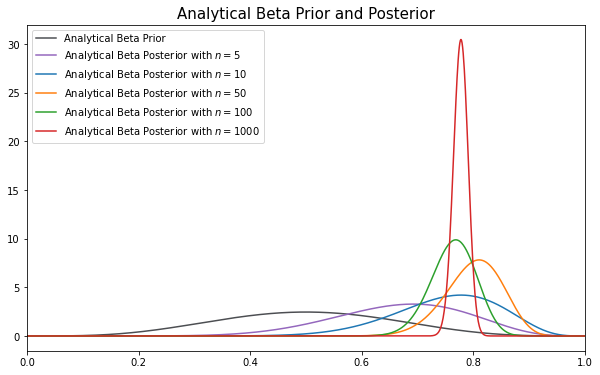 Analytical Beta Prior and Posterior
30
25
20
15
10
5
0
Analytical Beta Prior
Analytical Beta Posterior with n = 5
Analytical Beta Posterior with n = 10
Analytical Beta Posterior with n = 50
Analytical Beta Posterior with n = 100
Analytical Beta Posterior with n = 1000
0.0 0.2 0.4 0.6 0.8 1.0